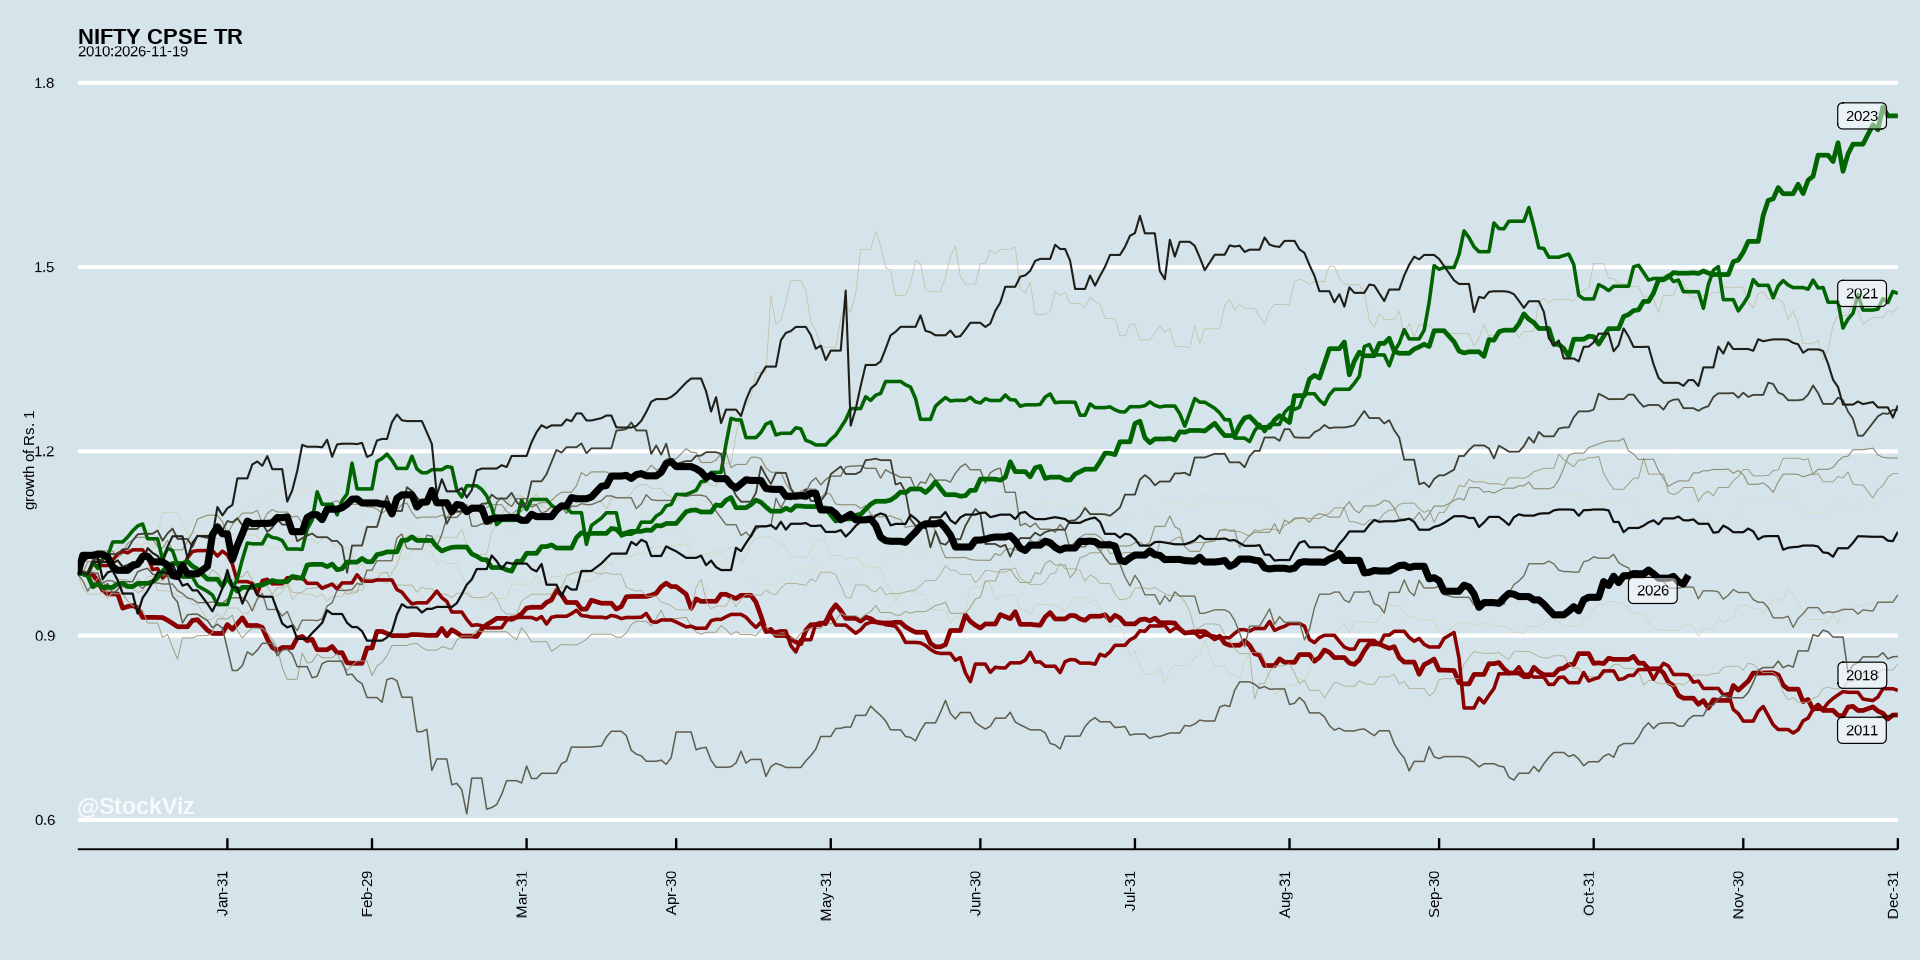 NIFTY CPSE TR
2010:2026-11-19
1.8
1.5
1.2
0.9
0.6
growth of Rs. 1
2023
2021
2026
2018
2011
@StockViz
Jan-31
Feb-29
Mar-31
Apr-30
May-31
Jun-30
Jul-31
Aug-31
Sep-30
Oct-31
Nov-30
Dec-31